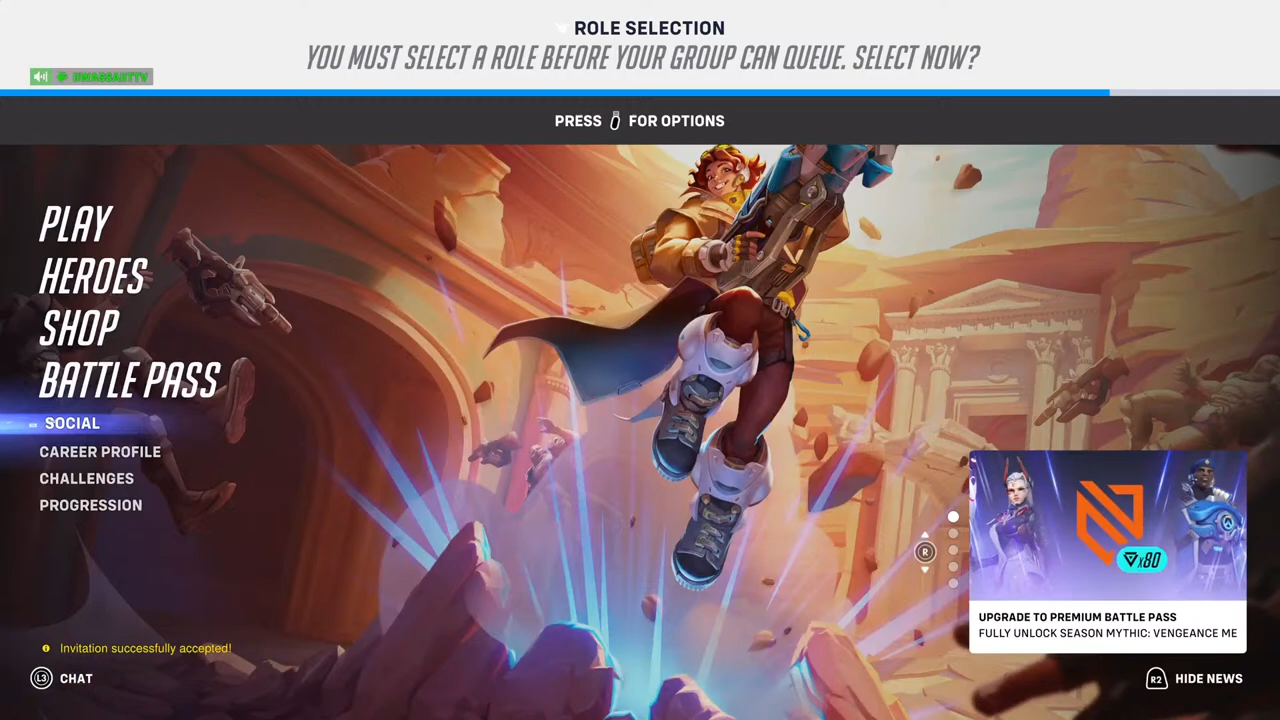 ROLE SELECTION
YOU MUST SELECT A ROLE BEFORE YOUR GROUP CAN QUEUE. SELECT NOW?
PRESS FOR OPTIONS
PLAY
HEROES
SHOP
BATTLE PASS
SOCIAL
CAREER PROFILE
CHALLENGES
PROGRESSION
R
x80
UPGRADE TO PREMIUM BATTLE PASS
FULLY UNLOCK SEASON MYTHIC: VENGEANCE ME
Invitation successfully accepted!
L3 CHAT
R2 HIDE NEWS